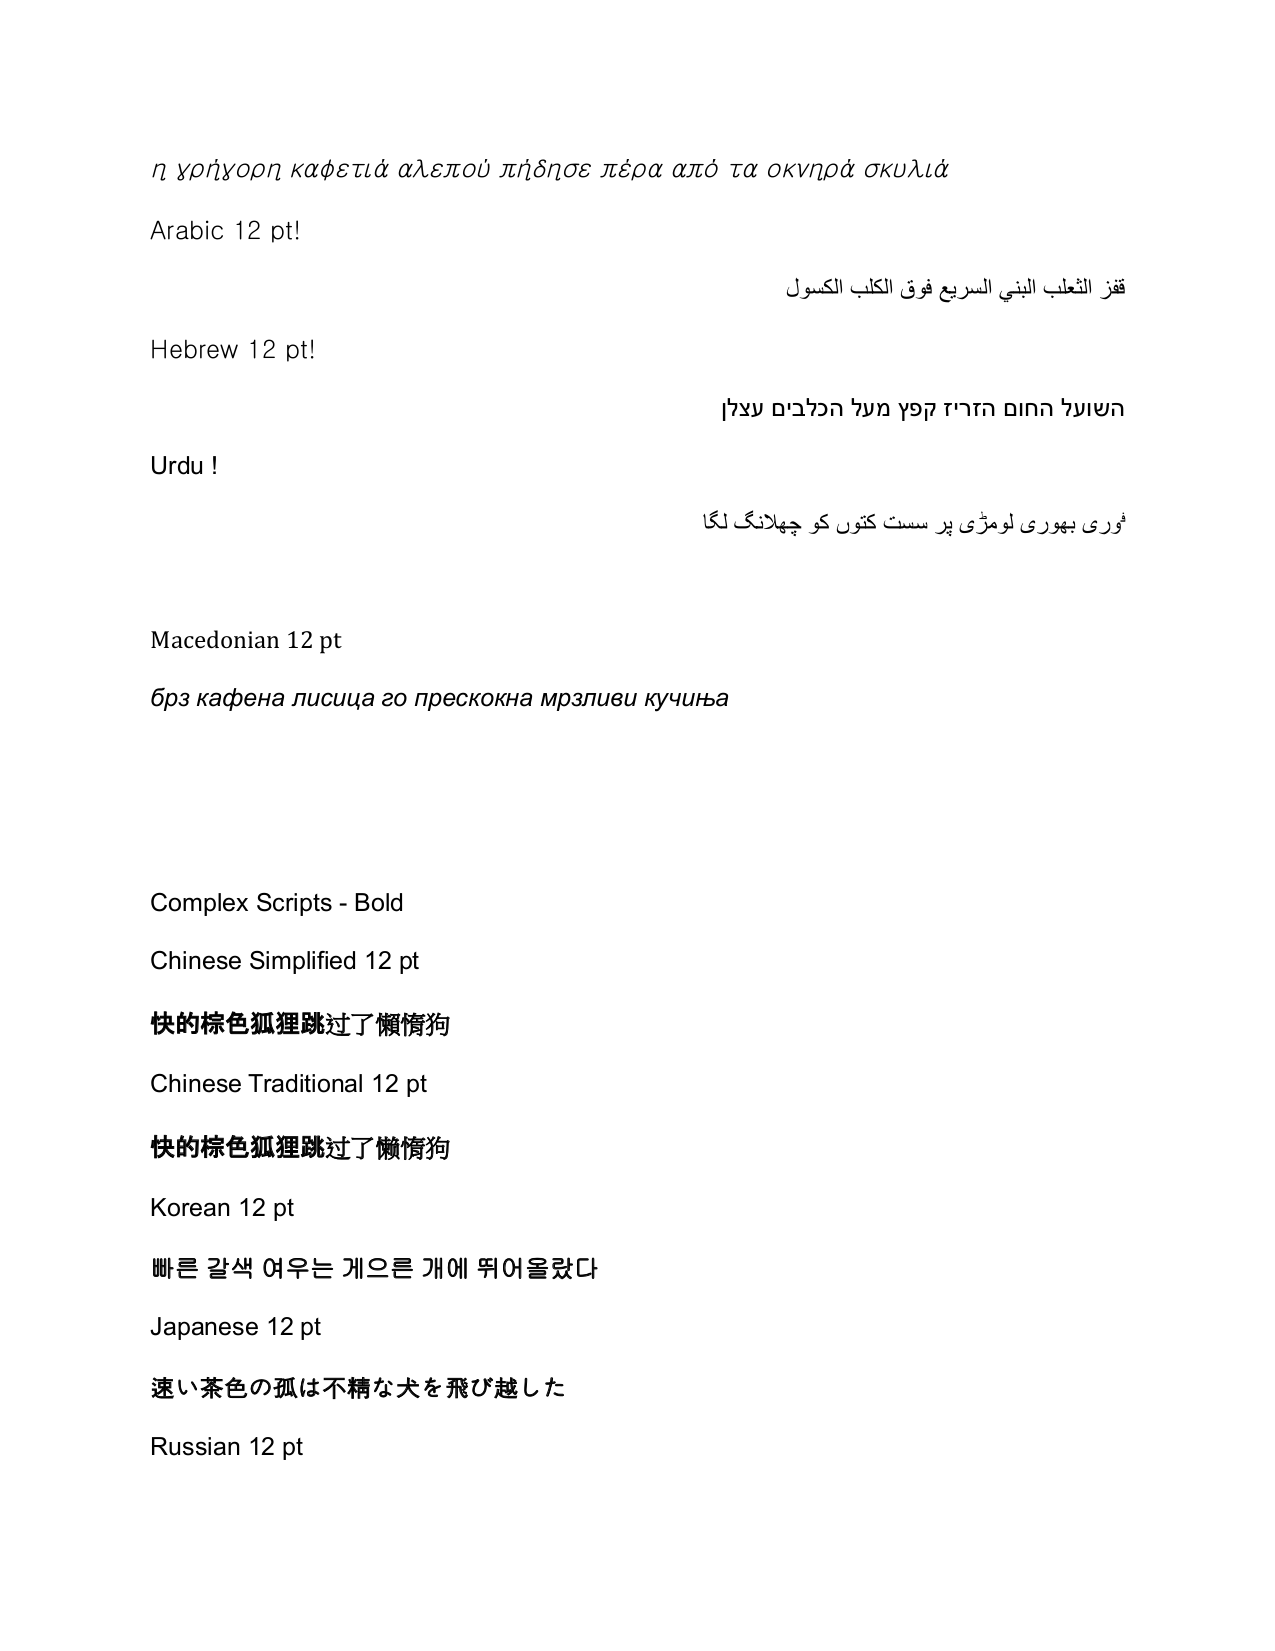 η γρήγορη καφετιά αλεπού πήδησε πέρα από τα οκνηρά σκυλιά
Arabic 12 pt!
قفز الثعلب البني السريع فوق الكلب الكسول
Hebrew 12 pt!
השועל החום הזריז קפץ מעל הכלבים עצלן
Urdu !
فوری بھوری لومڑی پر سست کتوں کو چھلانگ لگا
Macedonian 12 pt
брз кафена лисица го прескокна мрзливи кучиња
Complex Scripts - Bold
Chinese Simplified 12 pt
快的棕色狐狸跳过了懶惰狗
Chinese Traditional 12 pt
快的棕色狐狸跳过了懒惰狗
Korean 12 pt
빠른 갈색 여우는 게으른 개에 뛰어올랐다
Japanese 12 pt
速い茶色の孤は不精な犬を飛び越した
Russian 12 pt